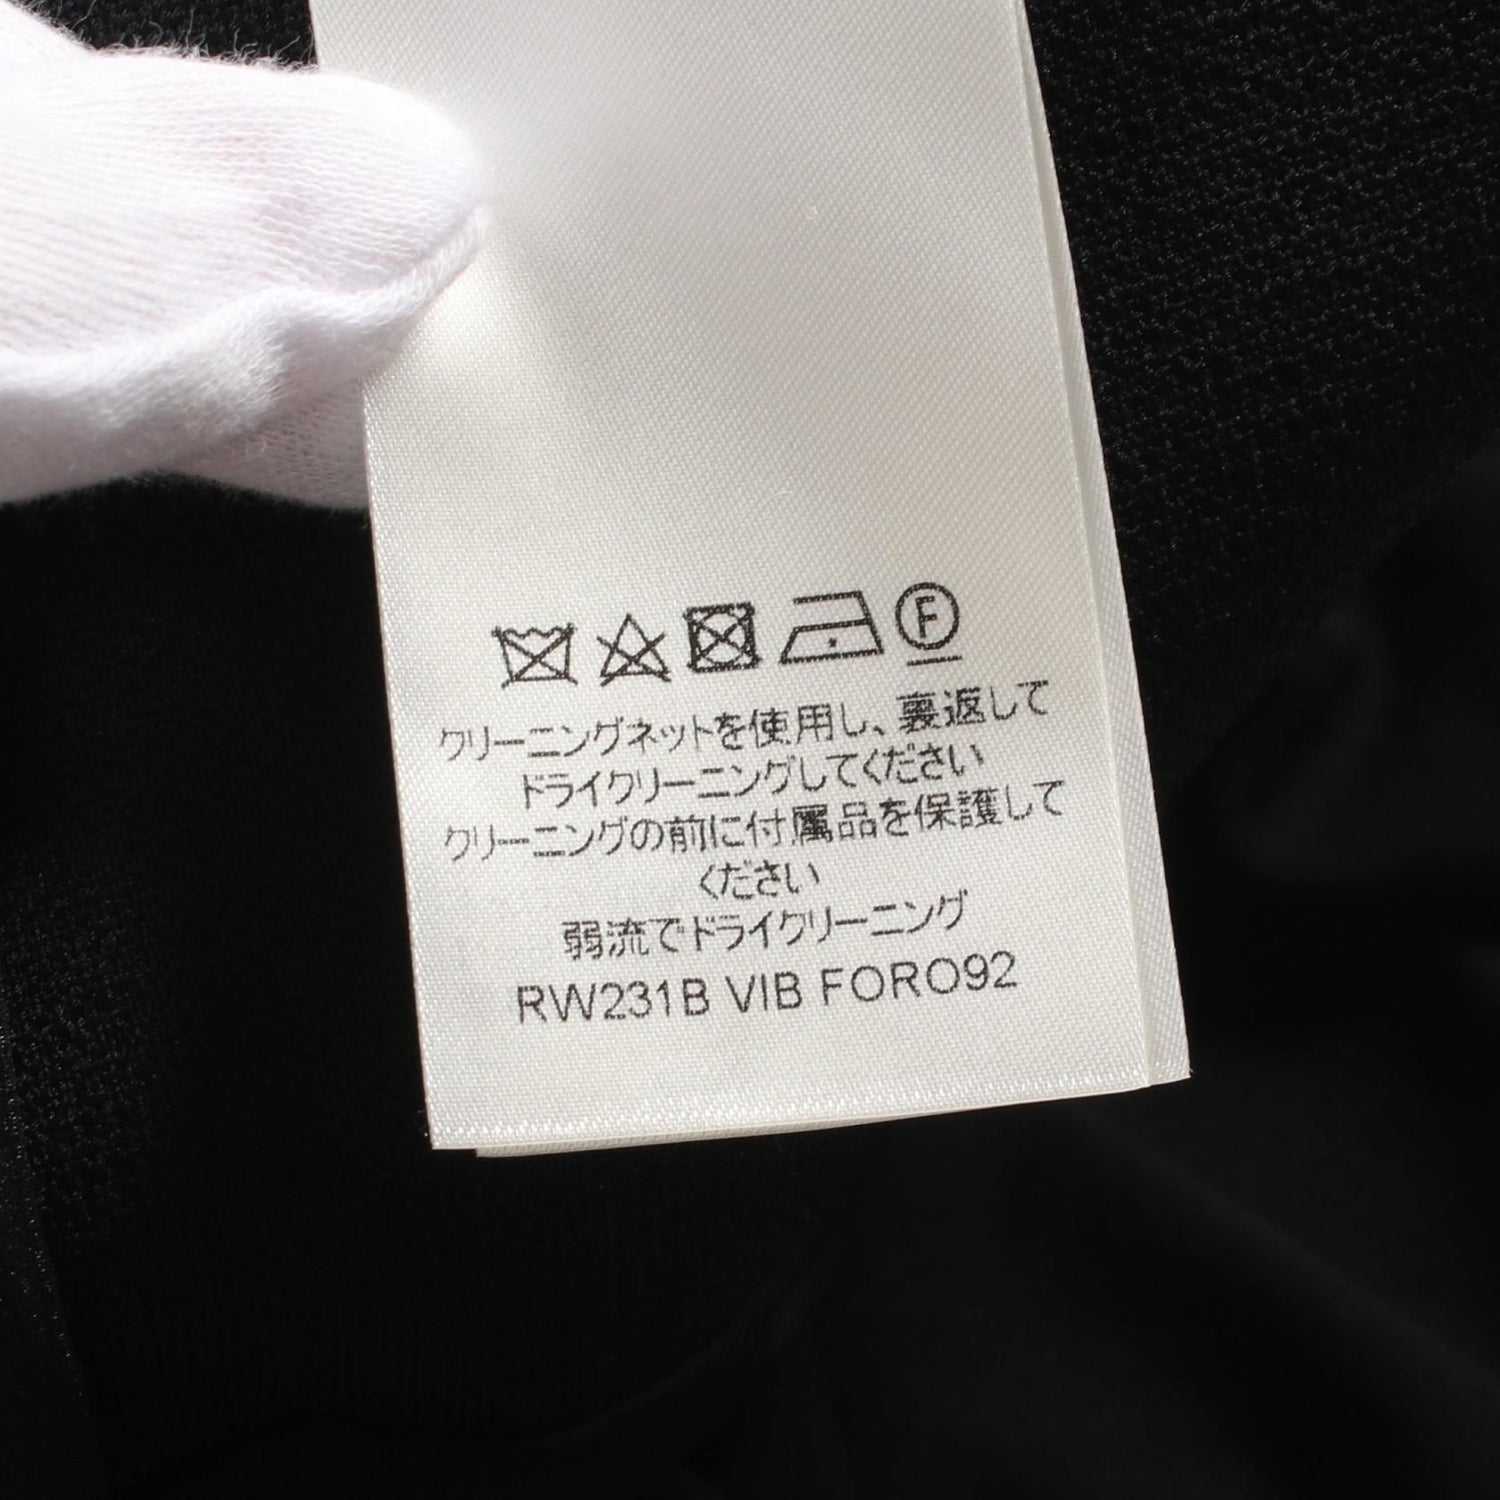 F
クリーニングネットを使用し、裏返して
ドライクリーニングしてください
クリーニングの前に付属品を保護して
ください
弱流でドライクリーニング
RW231B VIB FORO92